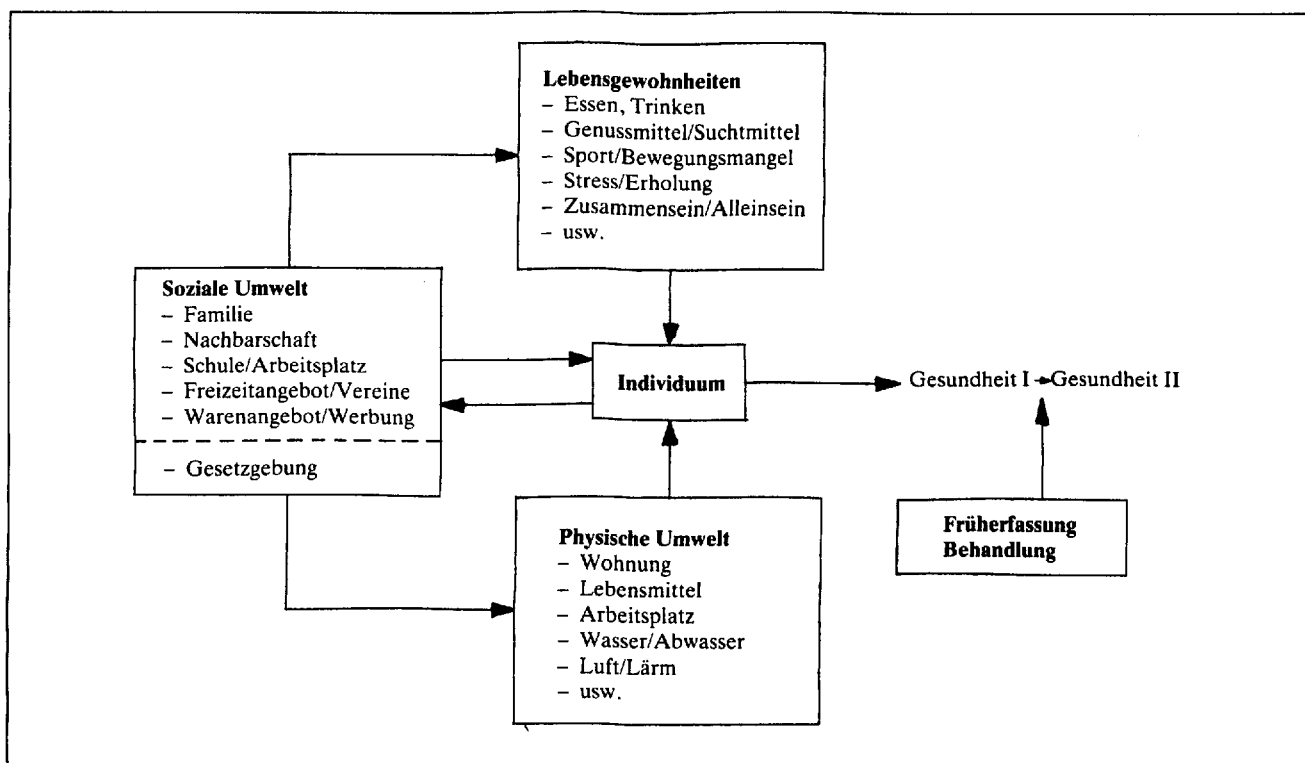 Lebensgewohnheiten
– Essen, Trinken
– Genussmittel/Suchtmittel
– Sport/Bewegungsmangel
– Stress/Erholung
– Zusammensein/Alleinsein
– usw.
Soziale Umwelt
– Familie
– Nachbarschaft
– Schule/Arbeitsplatz
– Freizeitangebot/Vereine
– Warenangebot/Werbung
– Gesetzgebung
Individuum
Gesundheit I → Gesundheit II
Physische Umwelt
– Wohnung
– Lebensmittel
– Arbeitsplatz
– Wasser/Abwasser
– Luft/Lärm
– usw.
Früherfassung
Behandlung